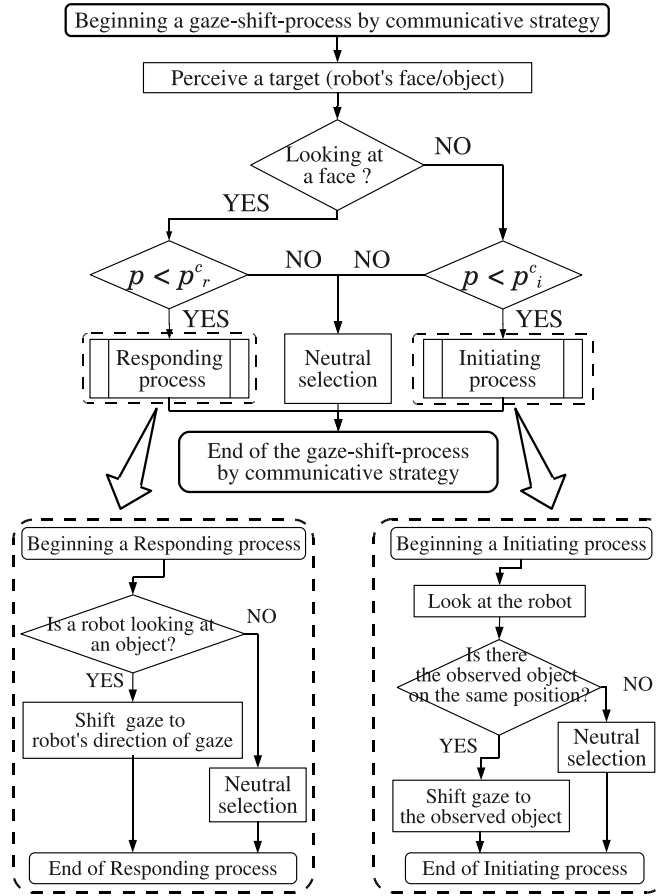 Beginning a gaze-shift-process by communicative strategy
Perceive a target (robot's face/object)
Looking at
a face ?
NO
YES
p < p^c_r
NO
NO
p < p^c_i
YES
YES
Responding
process
Neutral
selection
Initiating
process
End of the gaze-shift-process
by communicative strategy
Beginning a Responding process
Is a robot looking at
an object?
NO
YES
Shift gaze to
robot's direction of gaze
Neutral
selection
End of Responding process
Beginning a Initiating process
Look at the robot
Is there
the observed object
on the same position?
NO
YES
Neutral
selection
Shift gaze to
the observed object
End of Initiating process